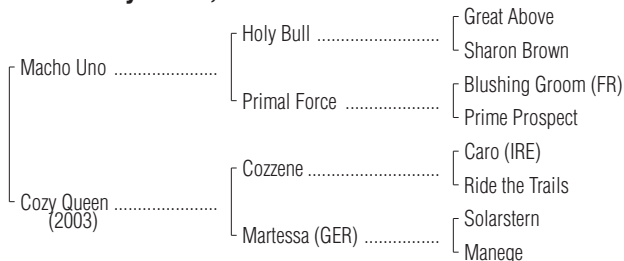 Holy Bull
Great Above
Sharon Brown
Macho Uno
Primal Force
Blushing Groom (FR)
Prime Prospect
Cozy Queen
(2003)
Cozzene
Caro (IRE)
Ride the Trails
Martessa (GER)
Solarstern
Manege